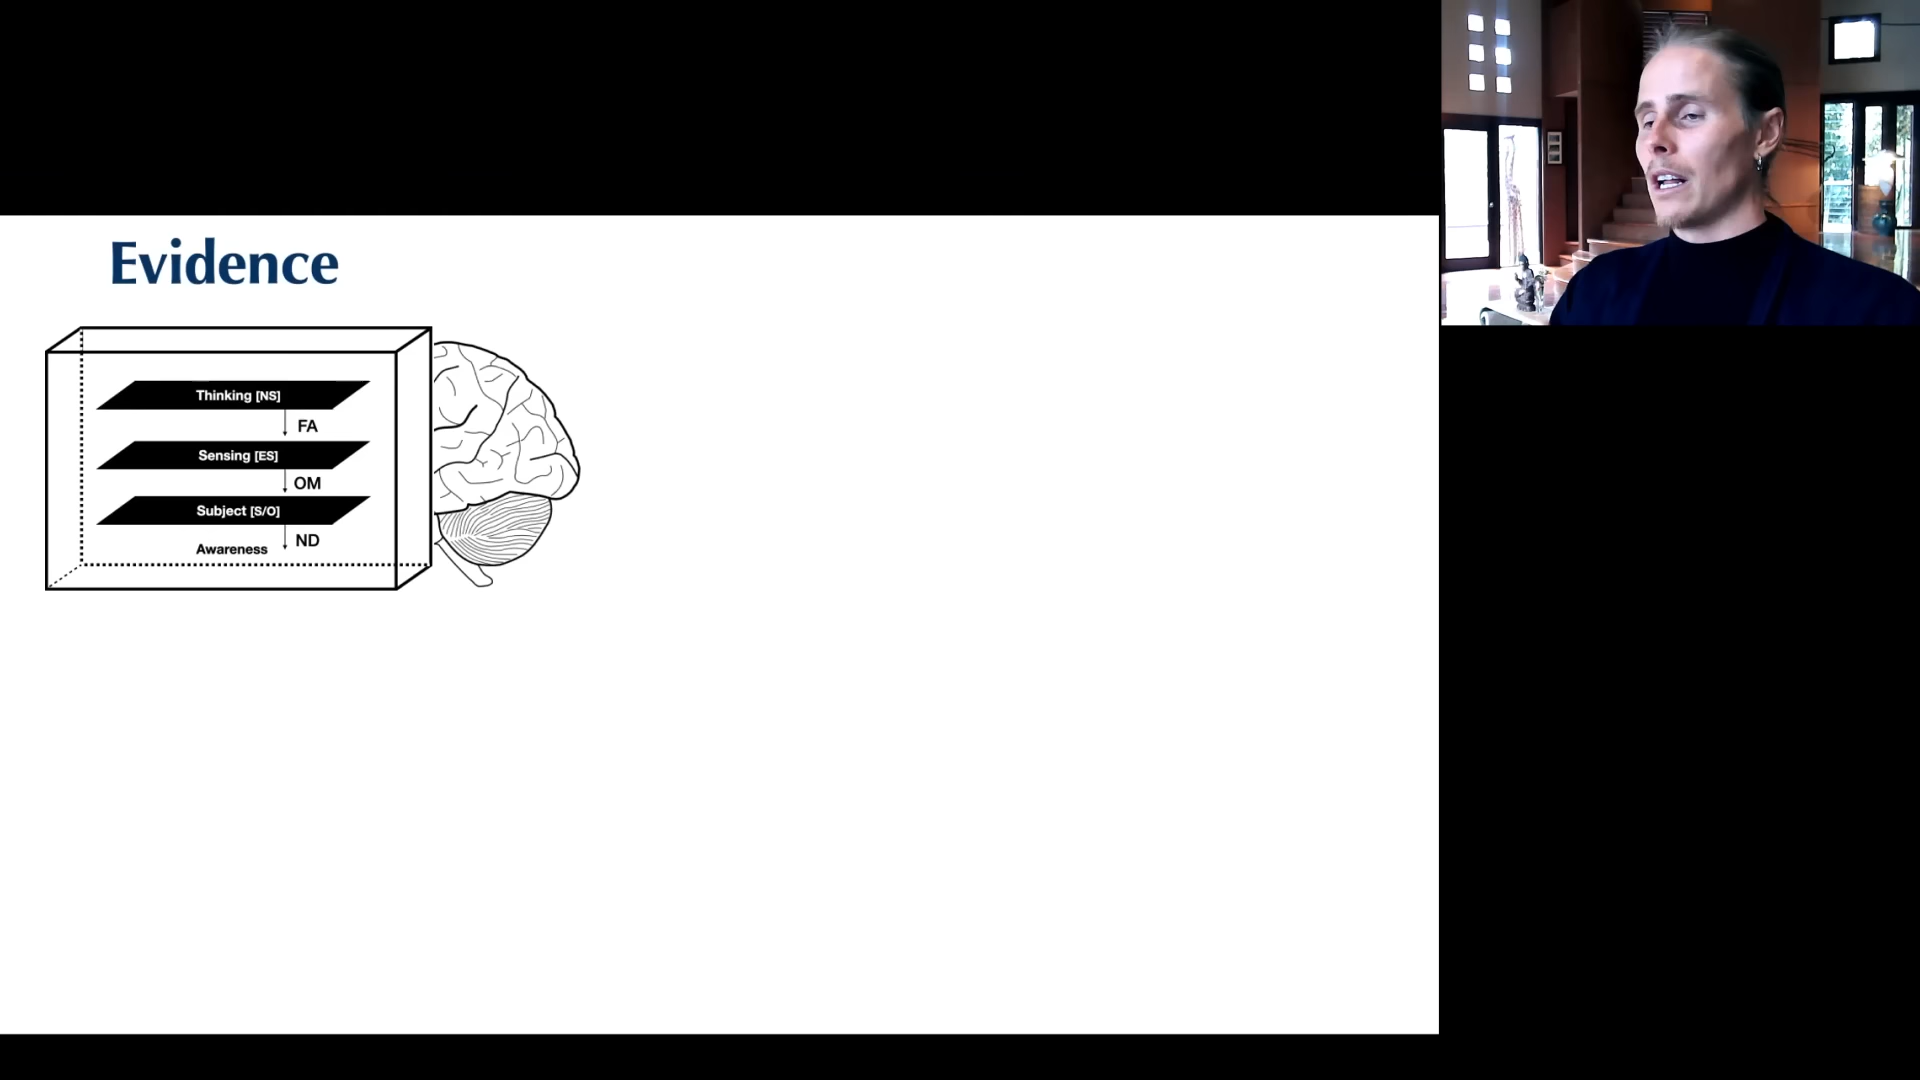 Evidence
Thinking [NS]
FA
Sensing [ES]
OM
Subject [S/O]
ND
Awareness